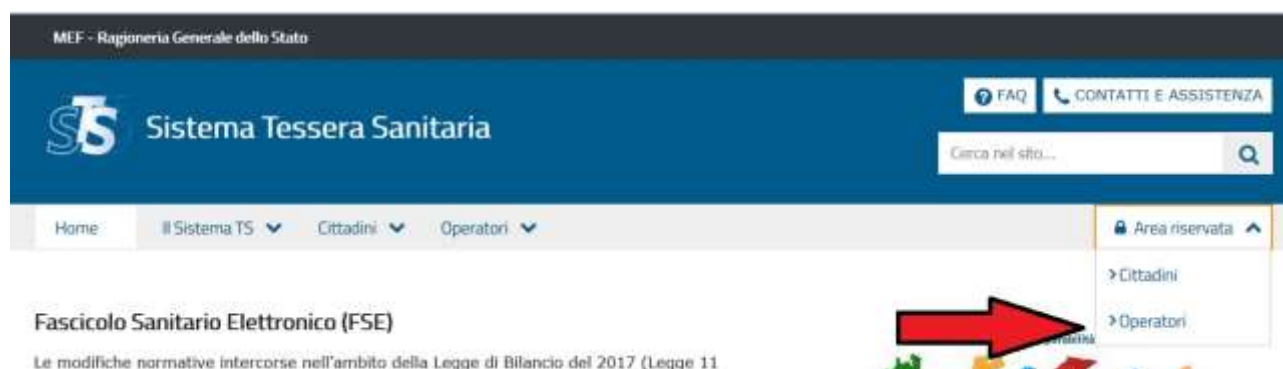 MEF - Ragioneria Generale dello Stato
FAQ
CONTATTI E ASSISTENZA
STS
Sistema Tessera Sanitaria
Cerca nel sito...
Home
Il Sistema TS
Cittadini
Operatori
Area riservata
Cittadini
Operatori
Fascicolo Sanitario Elettronico (FSE)
Le modifiche normative intercorse nell'ambito della Legge di Bilancio del 2017 (Legge 11